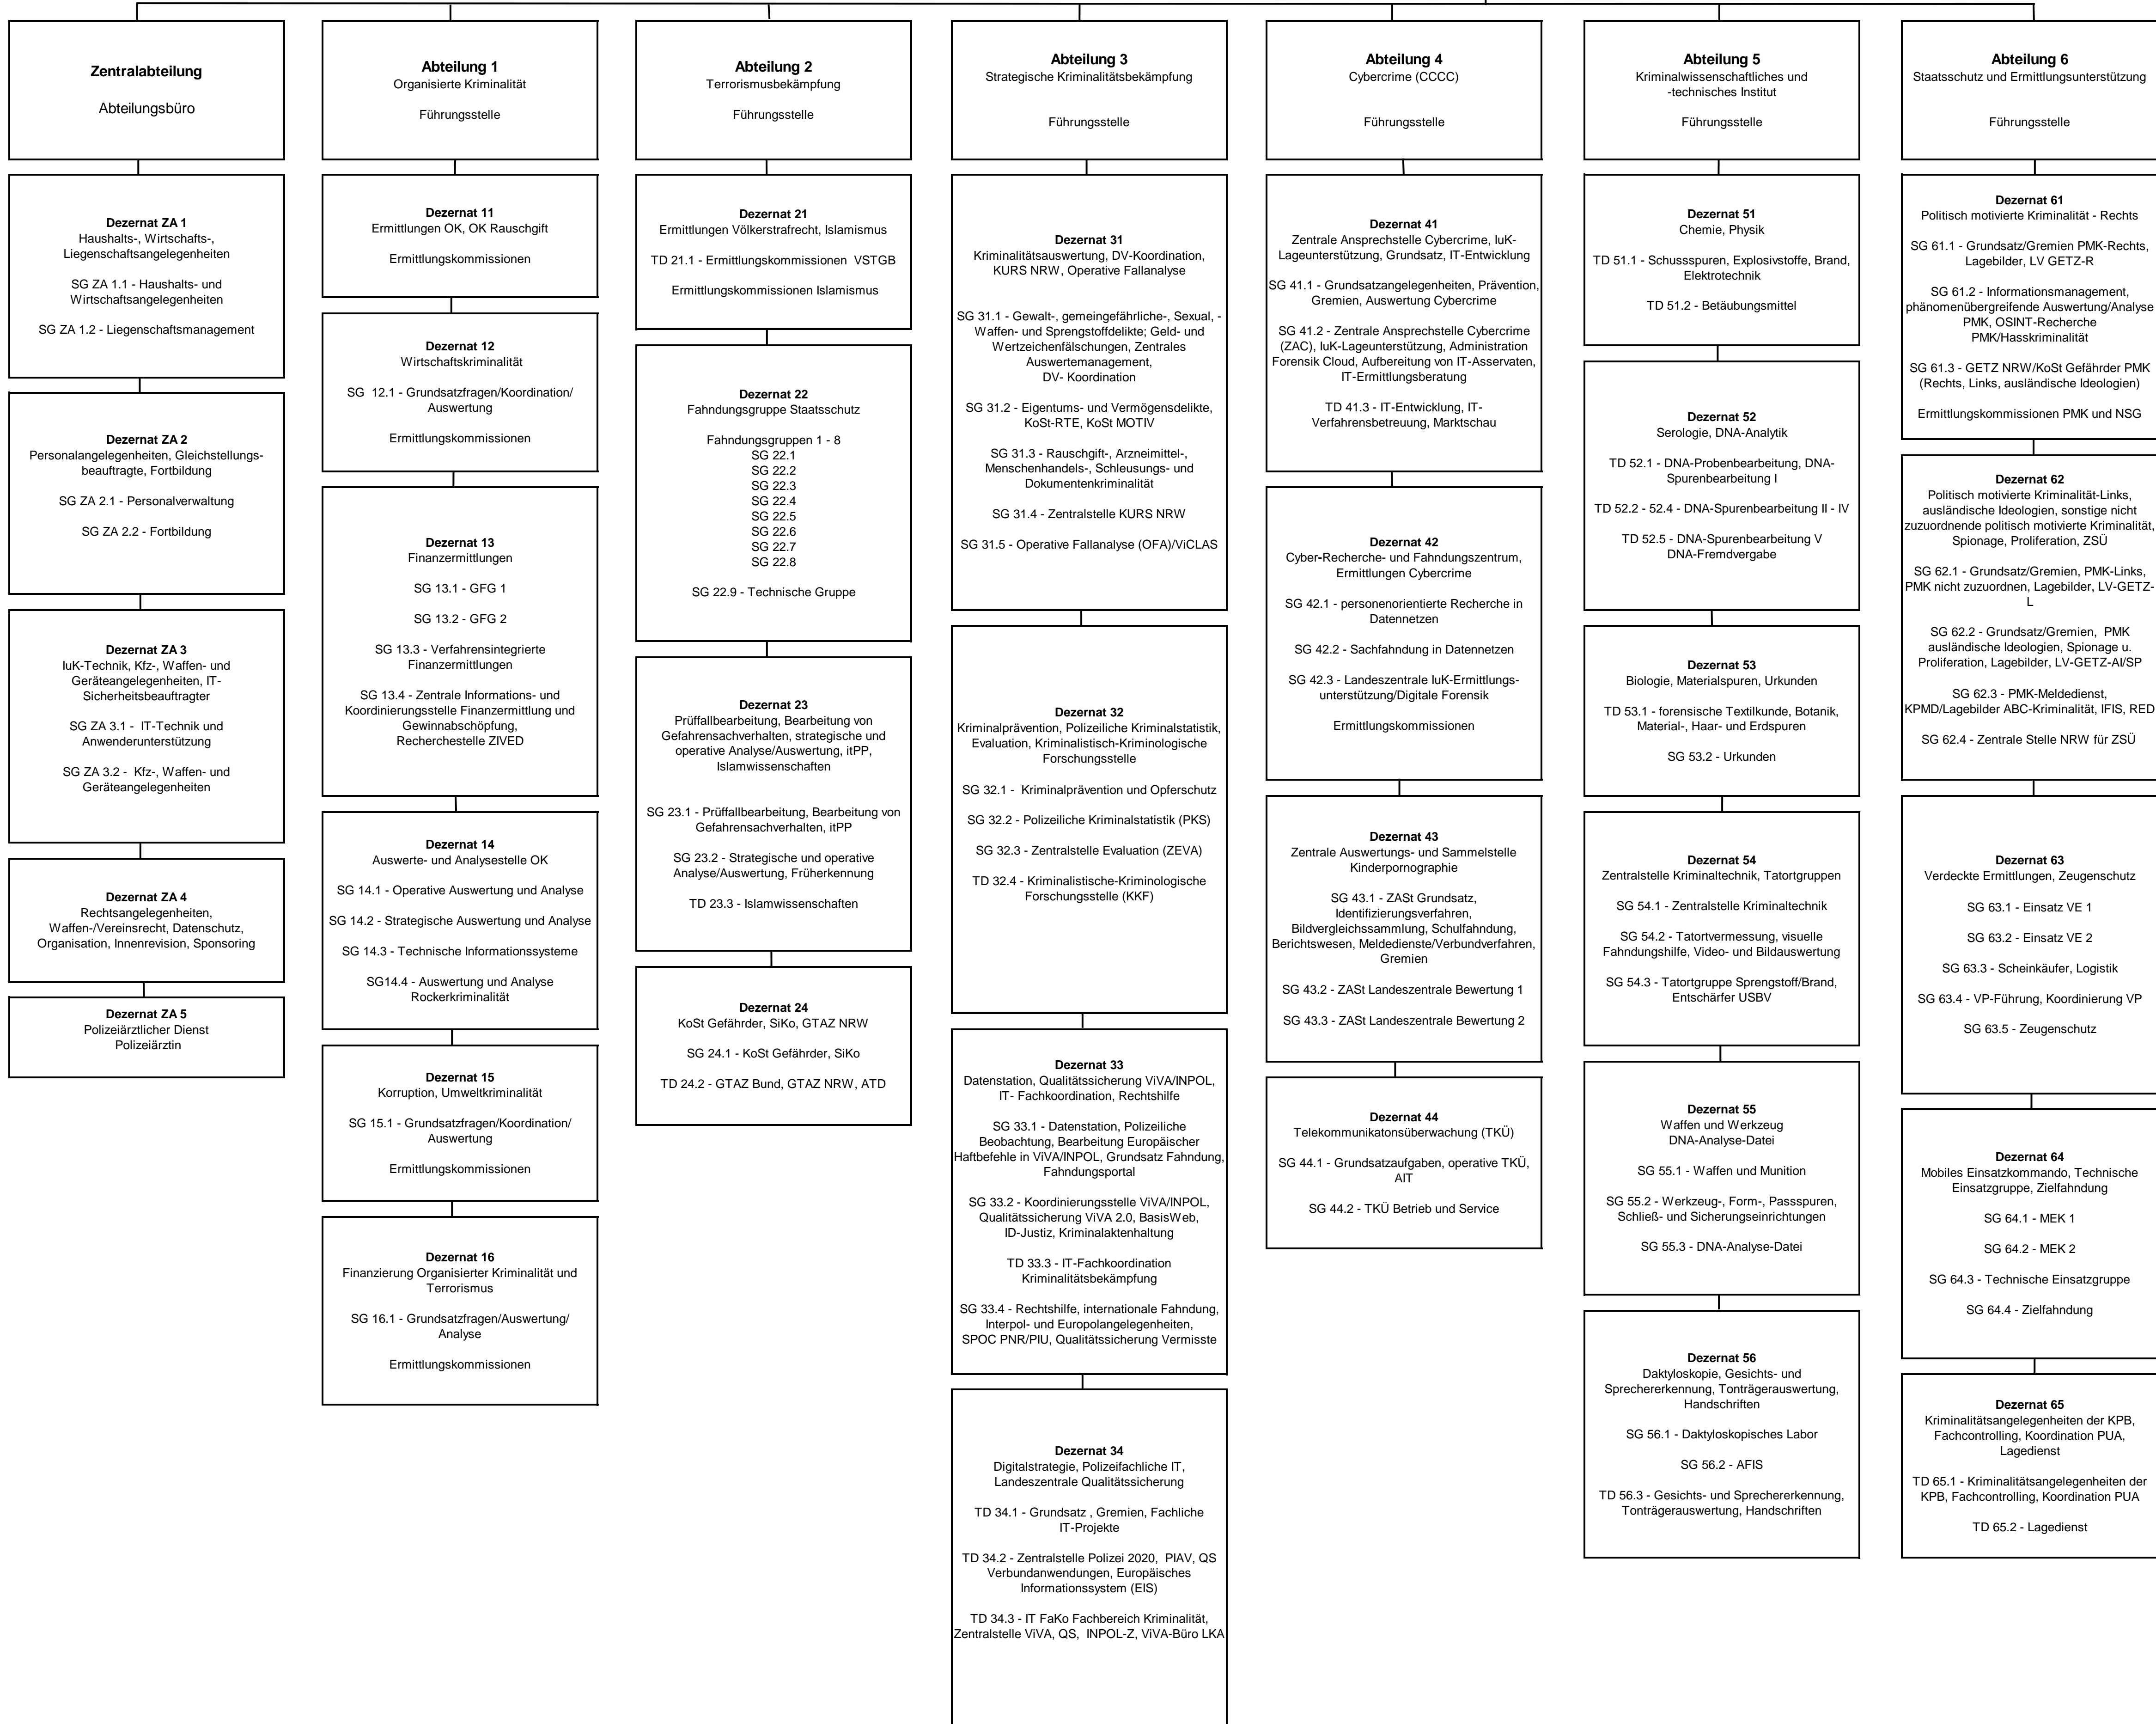 Zentralabteilung
Abteilungsbüro
Dezernat ZA 1
Haushalts-, Wirtschafts-,
Liegenschaftsangelegenheiten
SG ZA 1.1 - Haushalts- und
Wirtschaftsangelegenheiten
SG ZA 1.2 - Liegenschaftsmanagement
Dezernat ZA 2
Personalangelegenheiten, Gleichstellungs-
beauftragte, Fortbildung
SG ZA 2.1 - Personalverwaltung
SG ZA 2.2 - Fortbildung
Dezernat ZA 3
IuK-Technik, Kfz-, Waffen- und
Geräteangelegenheiten, IT-
Sicherheitsbeauftragter
SG ZA 3.1 - IT-Technik und
Anwenderunterstützung
SG ZA 3.2 - Kfz-, Waffen- und
Geräteangelegenheiten
Dezernat ZA 4
Rechtsangelegenheiten,
Waffen-/Vereinsrecht, Datenschutz,
Organisation, Innenrevision, Sponsoring
Dezernat ZA 5
Polizeiärztlicher Dienst
Polizeiärztin
Abteilung 1
Organisierte Kriminalität
Führungsstelle
Dezernat 11
Ermittlungen OK, OK Rauschgift
Ermittlungskommissionen
Dezernat 12
Wirtschaftskriminalität
SG 12.1 - Grundsatzfragen/Koordination/
Auswertung
Ermittlungskommissionen
Dezernat 13
Finanzermittlungen
SG 13.1 - GFG 1
SG 13.2 - GFG 2
SG 13.3 - Verfahrensintegrierte
Finanzermittlungen
SG 13.4 - Zentrale Informations- und
Koordinierungsstelle Finanzermittlung und
Gewinnabschöpfung,
Recherchestelle ZIVED
Dezernat 14
Auswerte- und Analysestelle OK
SG 14.1 - Operative Auswertung und Analyse
SG 14.2 - Strategische Auswertung und Analyse
SG 14.3 - Technische Informationssysteme
SG14.4 - Auswertung und Analyse
Rockerkriminalität
Dezernat 15
Korruption, Umweltkriminalität
SG 15.1 - Grundsatzfragen/Koordination/
Auswertung
Ermittlungskommissionen
Dezernat 16
Finanzierung Organisierter Kriminalität und
Terrorismus
SG 16.1 - Grundsatzfragen/Auswertung/
Analyse
Ermittlungskommissionen
Abteilung 2
Terrorismusbekämpfung
Führungsstelle
Dezernat 21
Ermittlungen Völkerstrafrecht, Islamismus
TD 21.1 - Ermittlungskommissionen VSTGB
Ermittlungskommissionen Islamismus
Dezernat 22
Fahndungsgruppe Staatsschutz
Fahndungsgruppen 1 - 8
SG 22.1
SG 22.2
SG 22.3
SG 22.4
SG 22.5
SG 22.6
SG 22.7
SG 22.8
SG 22.9 - Technische Gruppe
Dezernat 23
Prüffallbearbeitung, Bearbeitung von
Gefahrensachverhalten, strategische und
operative Analyse/Auswertung, itPP,
Islamwissenschaften
SG 23.1 - Prüffallbearbeitung, Bearbeitung von
Gefahrensachverhalten, itPP
SG 23.2 - Strategische und operative
Analyse/Auswertung, Früherkennung
TD 23.3 - Islamwissenschaften
Dezernat 24
KoSt Gefährder, SiKo, GTAZ NRW
SG 24.1 - KoSt Gefährder, SiKo
TD 24.2 - GTAZ Bund, GTAZ NRW, ATD
Abteilung 3
Strategische Kriminalitätsbekämpfung
Führungsstelle
Dezernat 31
Kriminalitätsauswertung, DV-Koordination,
KURS NRW, Operative Fallanalyse
SG 31.1 - Gewalt-, gemeingefährliche-, Sexual, -
Waffen- und Sprengstoffdelikte; Geld- und
Wertzeichenfälschungen, Zentrales
Auswertemanagement,
DV- Koordination
SG 31.2 - Eigentums- und Vermögensdelikte,
KoSt-RTE, KoSt MOTIV
SG 31.3 - Rauschgift-, Arzneimittel-,
Menschenhandels-, Schleusungs- und
Dokumentenkriminalität
SG 31.4 - Zentralstelle KURS NRW
SG 31.5 - Operative Fallanalyse (OFA)/ViCLAS
Dezernat 32
Kriminalprävention, Polizeiliche Kriminalstatistik,
Evaluation, Kriminalistisch-Kriminologische
Forschungsstelle
SG 32.1 - Kriminalprävention und Opferschutz
SG 32.2 - Polizeiliche Kriminalstatistik (PKS)
SG 32.3 - Zentralstelle Evaluation (ZEVA)
TD 32.4 - Kriminalistische-Kriminologische
Forschungsstelle (KKF)
Dezernat 33
Datenstation, Qualitätssicherung ViVA/INPOL,
IT- Fachkoordination, Rechtshilfe
SG 33.1 - Datenstation, Polizeiliche
Beobachtung, Bearbeitung Europäischer
Haftbefehle in ViVA/INPOL, Grundsatz Fahndung,
Fahndungsportal
SG 33.2 - Koordinierungsstelle ViVA/INPOL,
Qualitätssicherung ViVA 2.0, BasisWeb,
ID-Justiz, Kriminalaktenhaltung
TD 33.3 - IT-Fachkoordination
Kriminalitätsbekämpfung
SG 33.4 - Rechtshilfe, internationale Fahndung,
Interpol- und Europolangelegenheiten,
SPOC PNR/PIU, Qualitätssicherung Vermisste
Dezernat 34
Digitalstrategie, Polizeifachliche IT,
Landeszentrale Qualitätssicherung
TD 34.1 - Grundsatz , Gremien, Fachliche
IT-Projekte
TD 34.2 - Zentralstelle Polizei 2020, PIAV, QS
Verbundanwendungen, Europäisches
Informationssystem (EIS)
TD 34.3 - IT FaKo Fachbereich Kriminalität,
Zentralstelle ViVA, QS, INPOL-Z, ViVA-Büro LKA
Abteilung 4
Cybercrime (CCCC)
Führungsstelle
Dezernat 41
Zentrale Ansprechstelle Cybercrime, IuK-
Lageunterstützung, Grundsatz, IT-Entwicklung
SG 41.1 - Grundsatzangelegenheiten, Prävention,
Gremien, Auswertung Cybercrime
SG 41.2 - Zentrale Ansprechstelle Cybercrime
(ZAC), IuK-Lageunterstützung, Administration
Forensik Cloud, Aufbereitung von IT-Asservaten,
IT-Ermittlungsberatung
TD 41.3 - IT-Entwicklung, IT-
Verfahrensbetreuung, Marktschau
Dezernat 42
Cyber-Recherche- und Fahndungszentrum,
Ermittlungen Cybercrime
SG 42.1 - personenorientierte Recherche in
Datennetzen
SG 42.2 - Sachfahndung in Datennetzen
SG 42.3 - Landeszentrale IuK-Ermittlungs-
unterstützung/Digitale Forensik
Ermittlungskommissionen
Dezernat 43
Zentrale Auswertungs- und Sammelstelle
Kinderpornographie
SG 43.1 - ZASt Grundsatz,
Identifizierungsverfahren,
Bildvergleichssammlung, Schulfahndung,
Berichtswesen, Meldedienste/Verbundverfahren,
Gremien
SG 43.2 - ZASt Landeszentrale Bewertung 1
SG 43.3 - ZASt Landeszentrale Bewertung 2
Dezernat 44
Telekommunikatonsüberwachung (TKÜ)
SG 44.1 - Grundsatzaufgaben, operative TKÜ,
AIT
SG 44.2 - TKÜ Betrieb und Service
Abteilung 5
Kriminalwissenschaftliches und
-technisches Institut
Führungsstelle
Dezernat 51
Chemie, Physik
TD 51.1 - Schussspuren, Explosivstoffe, Brand,
Elektrotechnik
TD 51.2 - Betäubungsmittel
Dezernat 52
Serologie, DNA-Analytik
TD 52.1 - DNA-Probenbearbeitung, DNA-
Spurenbearbeitung I
TD 52.2 - 52.4 - DNA-Spurenbearbeitung II - IV
TD 52.5 - DNA-Spurenbearbeitung V
DNA-Fremdvergabe
Dezernat 53
Biologie, Materialspuren, Urkunden
TD 53.1 - forensische Textilkunde, Botanik,
Material-, Haar- und Erdspuren
SG 53.2 - Urkunden
Dezernat 54
Zentralstelle Kriminaltechnik, Tatortgruppen
SG 54.1 - Zentralstelle Kriminaltechnik
SG 54.2 - Tatortvermessung, visuelle
Fahndungshilfe, Video- und Bildauswertung
SG 54.3 - Tatortgruppe Sprengstoff/Brand,
Entschärfer USBV
Dezernat 55
Waffen und Werkzeug
DNA-Analyse-Datei
SG 55.1 - Waffen und Munition
SG 55.2 - Werkzeug-, Form-, Passspuren,
Schließ- und Sicherungseinrichtungen
SG 55.3 - DNA-Analyse-Datei
Dezernat 56
Daktyloskopie, Gesichts- und
Sprechererkennung, Tonträgerauswertung,
Handschriften
SG 56.1 - Daktyloskopisches Labor
SG 56.2 - AFIS
TD 56.3 - Gesichts- und Sprechererkennung,
Tonträgerauswertung, Handschriften
Abteilung 6
Staatsschutz und Ermittlungsunterstützung
Führungsstelle
Dezernat 61
Politisch motivierte Kriminalität - Rechts
SG 61.1 - Grundsatz/Gremien PMK-Rechts,
Lagebilder, LV GETZ-R
SG 61.2 - Informationsmanagement,
phänomenübergreifende Auswertung/Analyse
PMK, OSINT-Recherche
PMK/Hasskriminalität
SG 61.3 - GETZ NRW/KoSt Gefährder PMK
(Rechts, Links, ausländische Ideologien)
Ermittlungskommissionen PMK und NSG
Dezernat 62
Politisch motivierte Kriminalität-Links,
ausländische Ideologien, sonstige nicht
zuzuordnende politisch motivierte Kriminalität,
Spionage, Proliferation, ZSÜ
SG 62.1 - Grundsatz/Gremien, PMK-Links,
PMK nicht zuzuordnen, Lagebilder, LV-GETZ-
L
SG 62.2 - Grundsatz/Gremien, PMK
ausländische Ideologien, Spionage u.
Proliferation, Lagebilder, LV-GETZ-AI/SP
SG 62.3 - PMK-Meldedienst,
KPMD/Lagebilder ABC-Kriminalität, IFIS, RED
SG 62.4 - Zentrale Stelle NRW für ZSÜ
Dezernat 63
Verdeckte Ermittlungen, Zeugenschutz
SG 63.1 - Einsatz VE 1
SG 63.2 - Einsatz VE 2
SG 63.3 - Scheinkäufer, Logistik
SG 63.4 - VP-Führung, Koordinierung VP
SG 63.5 - Zeugenschutz
Dezernat 64
Mobiles Einsatzkommando, Technische
Einsatzgruppe, Zielfahndung
SG 64.1 - MEK 1
SG 64.2 - MEK 2
SG 64.3 - Technische Einsatzgruppe
SG 64.4 - Zielfahndung
Dezernat 65
Kriminalitätsangelegenheiten der KPB,
Fachcontrolling, Koordination PUA,
Lagedienst
TD 65.1 - Kriminalitätsangelegenheiten der
KPB, Fachcontrolling, Koordination PUA
TD 65.2 - Lagedienst